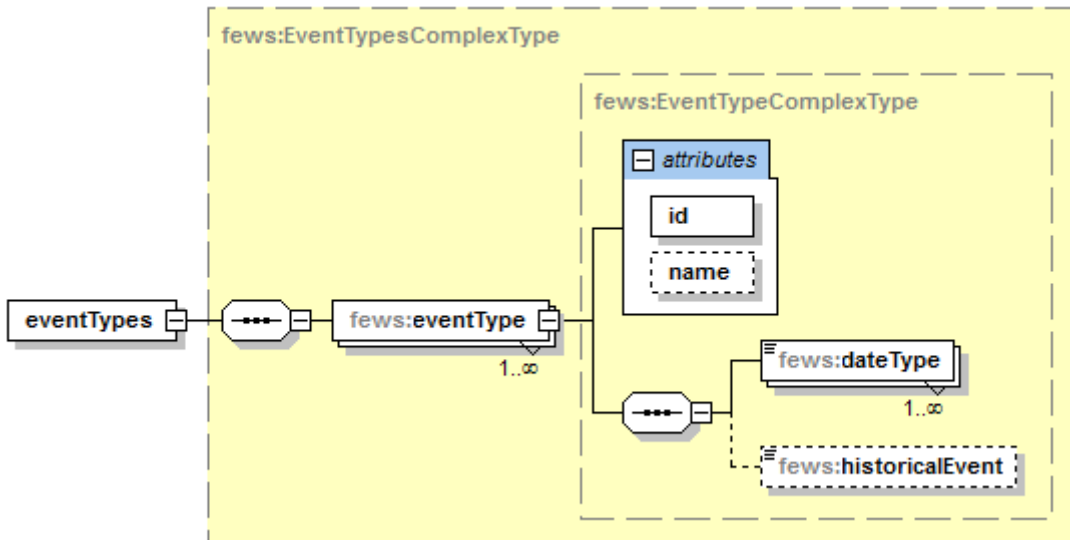 fews:EventTypesComplexType
fews:EventTypeComplexType
attributes
id
name
eventTypes
fews:eventType
1..∞
fews:dateType
1..∞
fews:historicalEvent